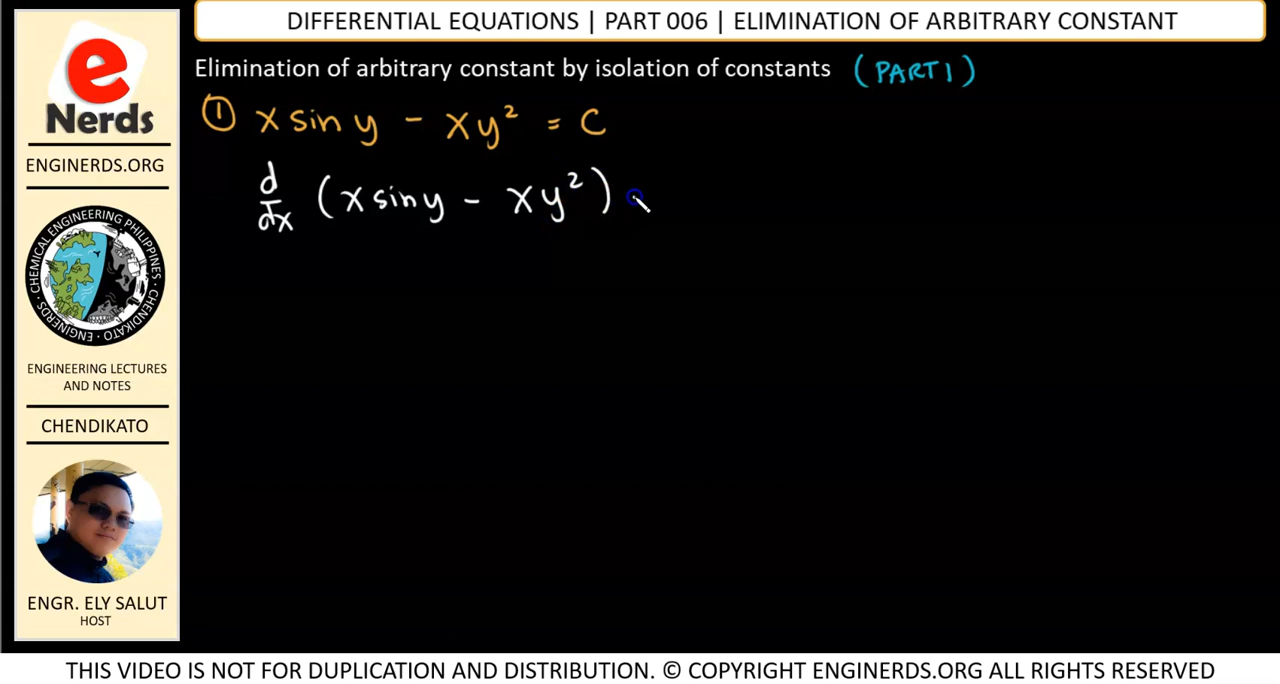 DIFFERENTIAL EQUATIONS | PART 006 | ELIMINATION OF ARBITRARY CONSTANT
e
Nerds
ENGINERDS.ORG
CHEMICAL ENGINEERING PHILIPPINES · CHENDIKATO · ENGINERDS ·
ENGINEERING LECTURES
AND NOTES
CHENDIKATO
ENGR. ELY SALUT
HOST
Elimination of arbitrary constant by isolation of constants (PART 1)
① x sin y - xy² = C
d/dx (x sin y - xy²)
THIS VIDEO IS NOT FOR DUPLICATION AND DISTRIBUTION. © COPYRIGHT ENGINERDS.ORG ALL RIGHTS RESERVED